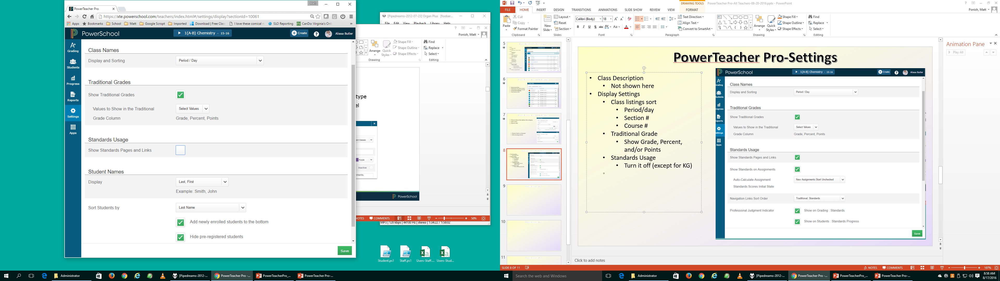 PowerTeacher Pro
Matt
https://xte.powerschool.com/teachers/index.html#/settings/display?sectionId=10061
Apps Bookmarks School Matt Google Script Imported Download | Free Clas I love these comical n SLO Reporting CanDo: Virginia's Onli »
PowerSchool
1(A-B) Chemistry - 15-16
Create
Alissa Butler
Grading
Students
Progress
Reports
Settings
Apps
Class Names
Display and Sorting
Period / Day
Traditional Grades
Show Traditional Grades
Values to Show in the Traditional
Grade Column
Select Values
Grade, Percent, Points
Standards Usage
Show Standards Pages and Links
Student Names
Display
Last, First
Example: Smith, John
Sort Students by
Last Name
Add newly enrolled students to the bottom
Hide pre-registered students
Save
[Pipedreams-2012-07-23] Organ Plus [foobar...
File Edit View Playback Library Help
Ponish, Matt
Arrange
Quick
Styles
Shape Fill
Shape Outline
Shape Effects
Find
Replace
Select
Drawing
Editing
type
el
ect Classes
Purple
Inactive
ments.
PowerSchool
NOTES
COMMENTS
50%
MP3 | 128 kbps | 44100 Hz | stereo | 1:34:22 / 1:58:02
Student.ps1
Staff.ps1
Users-Staff....
Users-Stud...
DRAWING TOOLS
PowerTeacher Pro-All Teachers-08-20-2016.pptx - PowerPoint
FILE HOME INSERT DESIGN TRANSITIONS ANIMATIONS SLIDE SHOW REVIEW VIEW FORMAT
Ponish, Matt
Paste
Cut
Copy
Format Painter
Clipboard
New
Slide
Layout
Reset
Section
Slides
Calibri (Body)
18
Font
Text Direction
Align Text
Convert to SmartArt
Paragraph
Arrange
Quick
Styles
Shape Fill
Shape Outline
Shape Effects
Drawing
Find
Replace
Select
Editing
5
6
7
8
9
10
11
PowerTeacher Pro-Settings
• Class Description
• Not shown here
• Display Settings
• Class listings sort
• Period/day
• Section #
• Course #
• Traditional Grade
• Show Grade, Percent,
and/or Points
• Standards Usage
• Turn it off (except for KG)
•
PowerSchool
1(A-B) Chemistry - 15-16
Create
Alissa Butler
rading
tudents
rogress
eports
ettings
Apps
Class Names
Display and Sorting
Period / Day
Traditional Grades
Show Traditional Grades
Values to Show in the Traditional
Grade Column
Select Values
Grade, Percent, Points
Standards Usage
Show Standards Pages and Links
Show Standards on Assignments
Auto-Calculate Assignment
Standards Scores Initial State
New Assignments Start Unchecked
Navigation Links Sort Order
Traditional, Standards
Professional Judgment Indicator
Show on Grading : Standards
Show on Students : Standards Progress
Save
Animation Pane
Play All
Click to add notes
SLIDE 8 OF 11
NOTES
COMMENTS
107%
Administrator
[Pipedreams-2012-...
PowerTeacher Pro -...
PowerTeacherPro_...
PowerTeacher Pro-...
Search the web and Windows
Administrator
[Pipedreams-2012-...
PowerTeacher Pro -...
PowerTeacherPro_...
PowerTeacher Pro-...
8:58 AM
8/17/2016